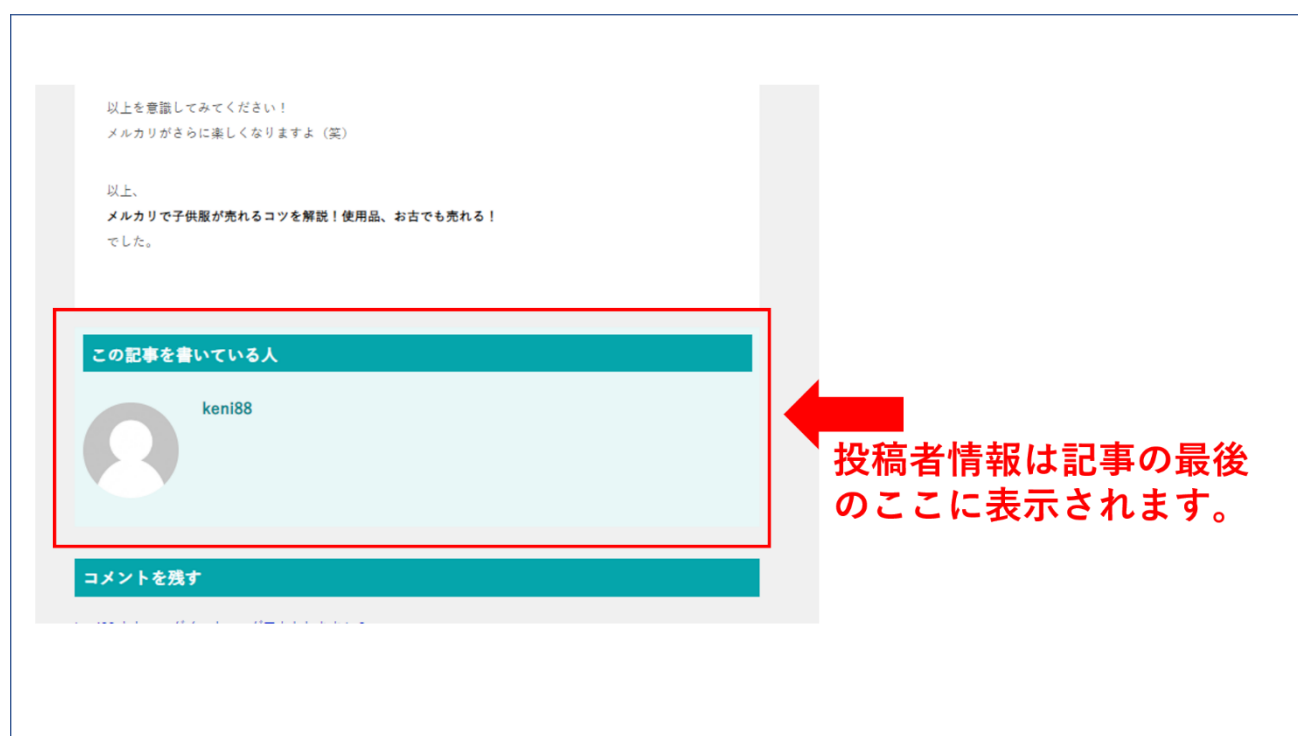 以上を意識してみてください！
メルカリがさらに楽しくなりますよ（笑）
以上、
メルカリで子供服が売れるコツを解説！使用品、お古でも売れる！
でした。
この記事を書いている人
keni88
投稿者情報は記事の最後
のここに表示されます。
コメントを残す